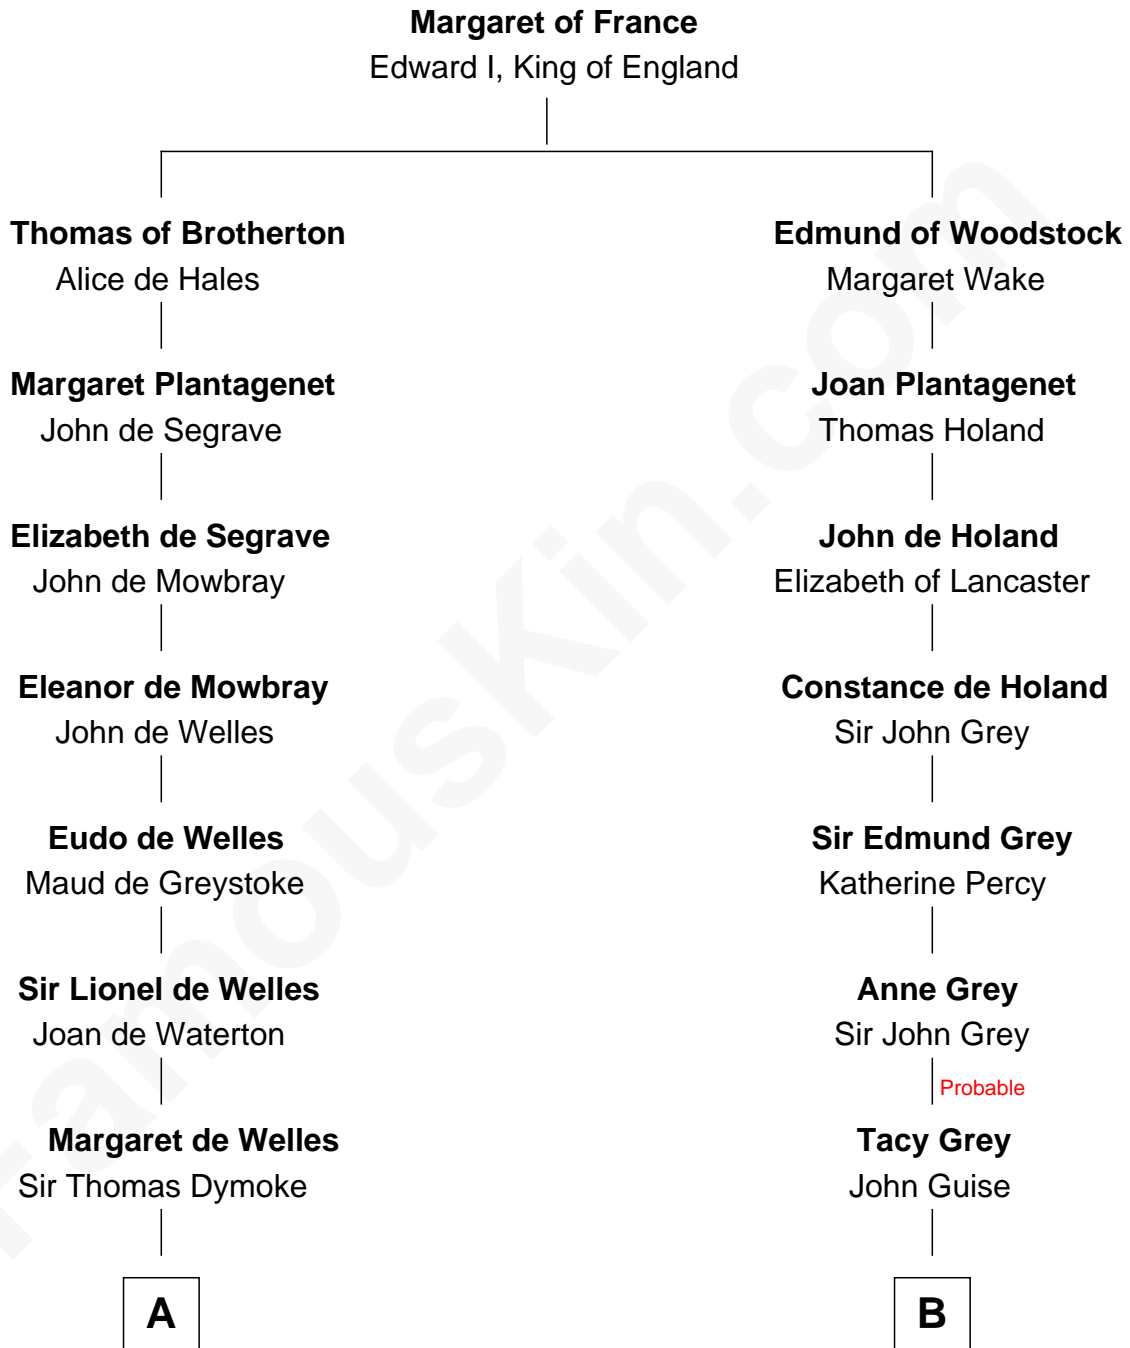 Margaret of France
Edward I, King of England
Thomas of Brotherton
Alice de Hales
Margaret Plantagenet
John de Segrave
Elizabeth de Segrave
John de Mowbray
Eleanor de Mowbray
John de Welles
Eudo de Welles
Maud de Greystoke
Sir Lionel de Welles
Joan de Waterton
Margaret de Welles
Sir Thomas Dymoke
A
Edmund of Woodstock
Margaret Wake
Joan Plantagenet
Thomas Holand
John de Holand
Elizabeth of Lancaster
Constance de Holand
Sir John Grey
Sir Edmund Grey
Katherine Percy
Anne Grey
Sir John Grey
Probable
Tacy Grey
John Guise
B
FamousKin.com